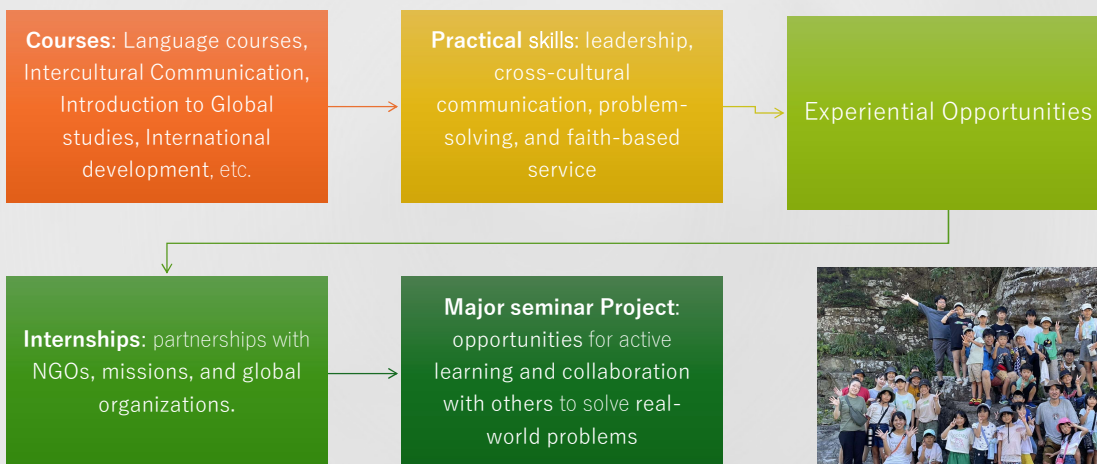 Courses: Language courses,
Intercultural Communication,
Introduction to Global
studies, International
development, etc.
Practical skills: leadership,
cross-cultural
communication, problem-
solving, and faith-based
service
Experiential Opportunities
Internships: partnerships with
NGOs, missions, and global
organizations.
Major seminar Project:
opportunities for active
learning and collaboration
with others to solve real-
world problems